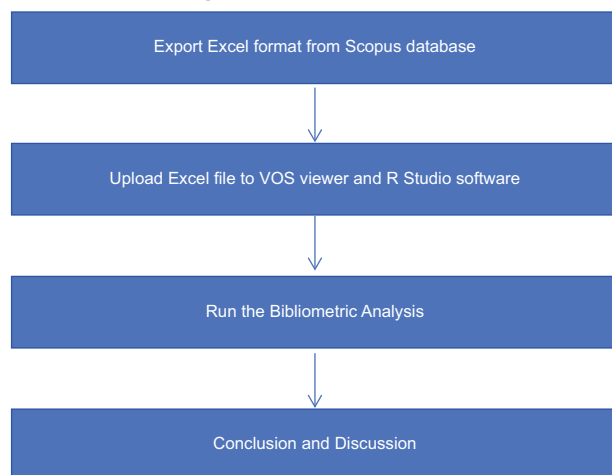 Export Excel format from Scopus database
Upload Excel file to VOS viewer and R Studio software
Run the Bibliometric Analysis
Conclusion and Discussion